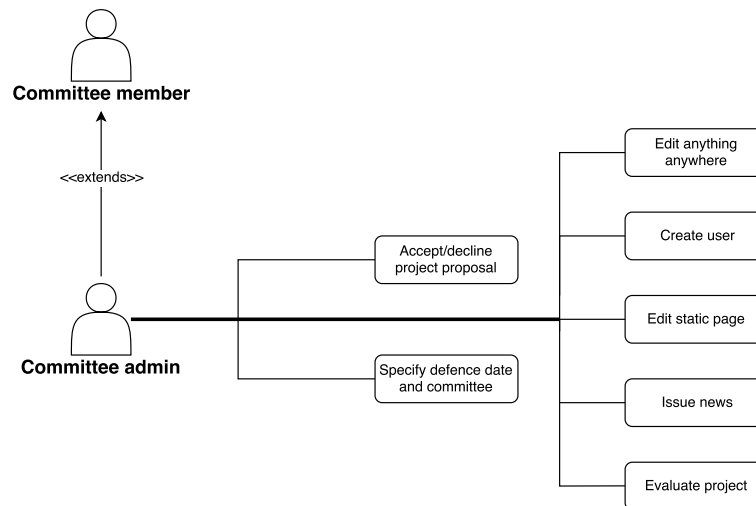 Committee member
<<extends>>
Committee admin
Accept/decline
project proposal
Specify defence date
and committee
Edit anything
anywhere
Create user
Edit static page
Issue news
Evaluate project